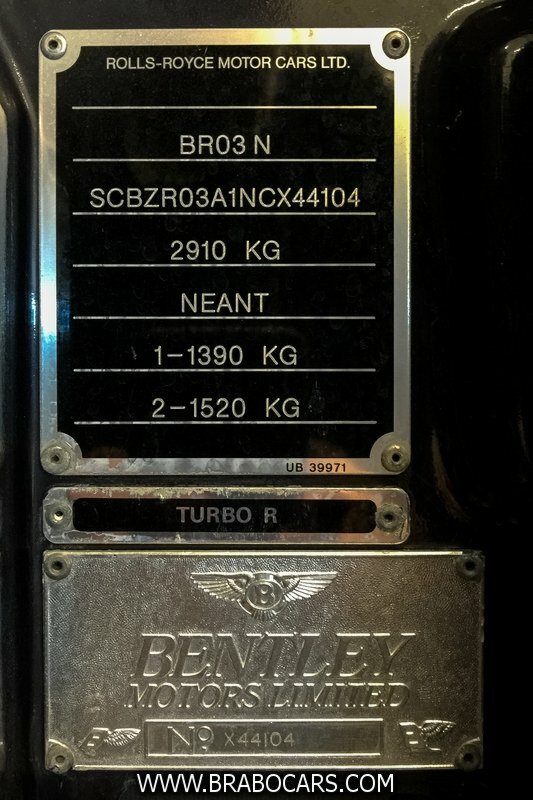 ROLLS-ROYCE MOTOR CARS LTD.
BR03 N
SCBZR03A1NCX44104
2910 KG
NEANT
1-1390 KG
2-1520 KG
UB 39971
TURBO R
B
BENTLEY
MOTORS LIMITED
B
No X44104
B
WWW.BRABOCARS.COM